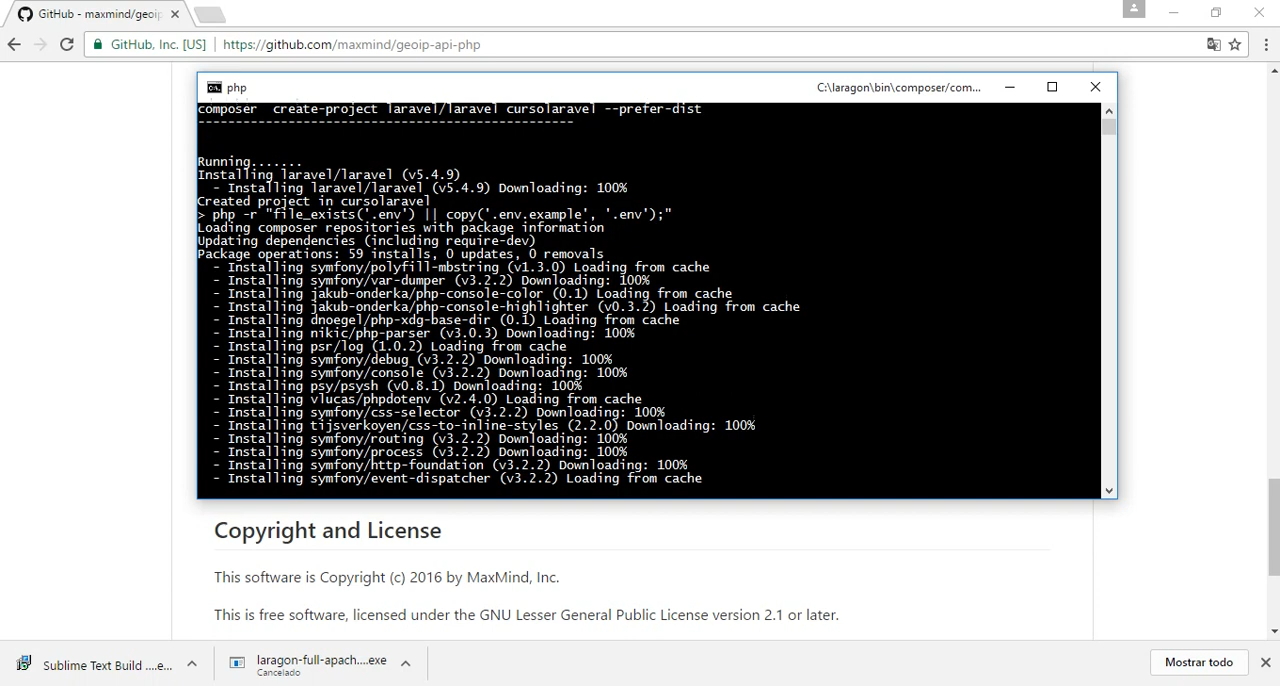 GitHub - maxmind/geoip
GitHub, Inc. [US] https://github.com/maxmind/geoip-api-php
php C:\laragon\bin\composer/com...
composer  create-project laravel/laravel cursolaravel --prefer-dist
--------------------------------------------------
Running.......
Installing laravel/laravel (v5.4.9)
- Installing laravel/laravel (v5.4.9) Downloading: 100%
Created project in cursolaravel
> php -r "file_exists('.env') || copy('.env.example', '.env');"
Loading composer repositories with package information
Updating dependencies (including require-dev)
Package operations: 59 installs, 0 updates, 0 removals
- Installing symfony/polyfill-mbstring (v1.3.0) Loading from cache
- Installing symfony/var-dumper (v3.2.2) Downloading: 100%
- Installing jakub-onderka/php-console-color (0.1) Loading from cache
- Installing jakub-onderka/php-console-highlighter (v0.3.2) Loading from cache
- Installing dnoegel/php-xdg-base-dir (0.1) Loading from cache
- Installing nikic/php-parser (v3.0.3) Downloading: 100%
- Installing psr/log (1.0.2) Loading from cache
- Installing symfony/debug (v3.2.2) Downloading: 100%
- Installing symfony/console (v3.2.2) Downloading: 100%
- Installing psy/psysh (v0.8.1) Downloading: 100%
- Installing vlucas/phpdotenv (v2.4.0) Loading from cache
- Installing symfony/css-selector (v3.2.2) Downloading: 100%
- Installing tijsverkoyen/css-to-inline-styles (2.2.0) Downloading: 100%
- Installing symfony/routing (v3.2.2) Downloading: 100%
- Installing symfony/process (v3.2.2) Downloading: 100%
- Installing symfony/http-foundation (v3.2.2) Downloading: 100%
- Installing symfony/event-dispatcher (v3.2.2) Loading from cache
Copyright and License
This software is Copyright (c) 2016 by MaxMind, Inc.
This is free software, licensed under the GNU Lesser General Public License version 2.1 or later.
Sublime Text Build ....e...
laragon-full-apach....exe
Cancelado
Mostrar todo